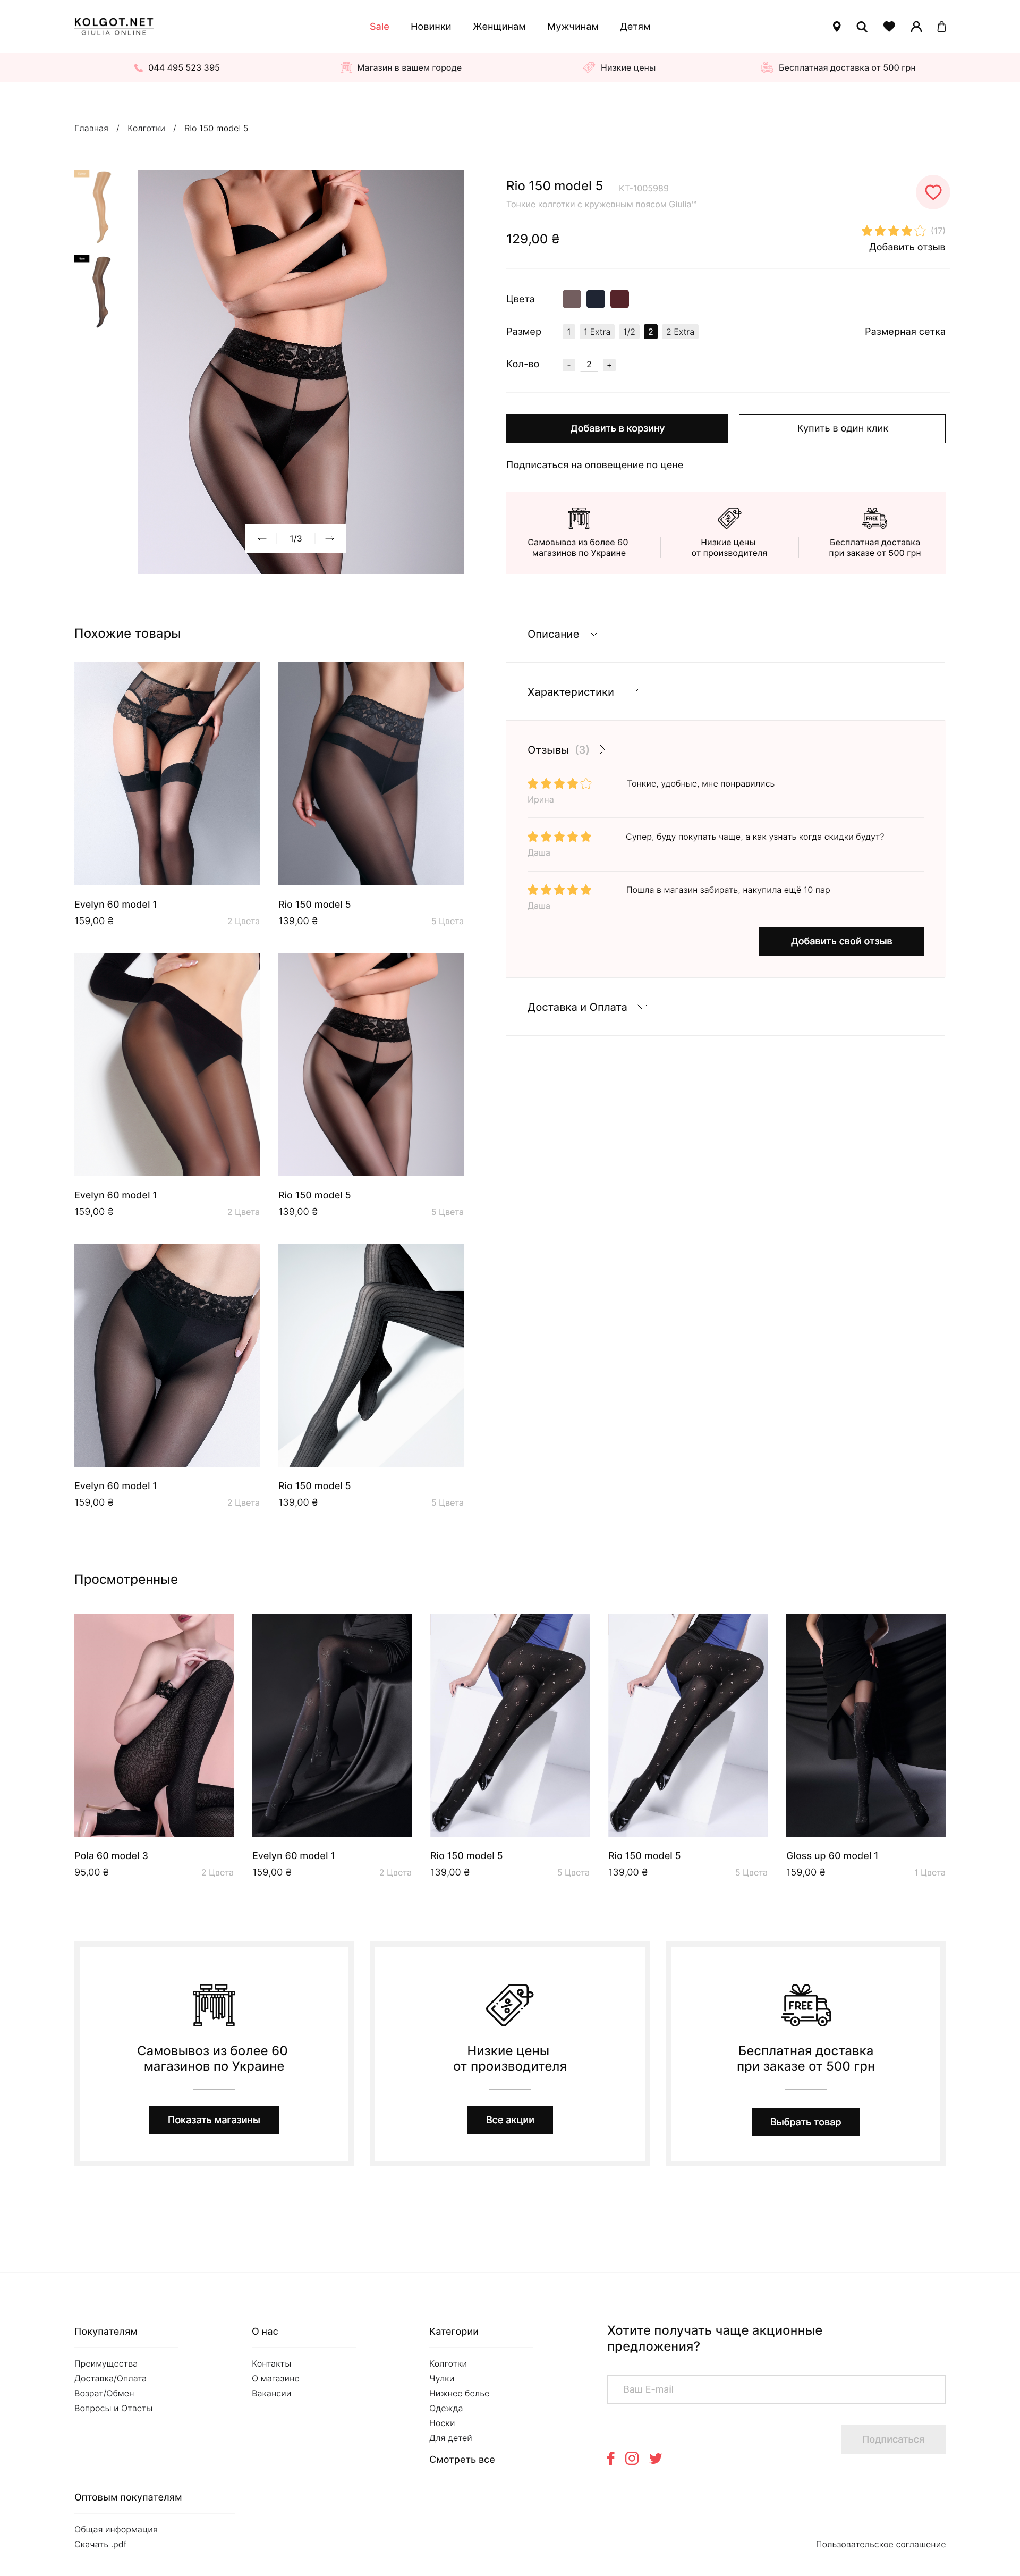 KOLGOT.NET
GIULIA ONLINE
Sale Новинки Женщинам Мужчинам Детям
044 495 523 395 Магазин в вашем городе Низкие цены Бесплатная доставка от 500 грн
Главная / Колготки / Rio 150 model 5
Rio 150 model 5 KT-1005989
Тонкие колготки с кружевным поясом Giulia™
129,00 ₴ (17)
Добавить отзыв
Цвета
Размер 1 1 Extra 1/2 2 2 Extra Размерная сетка
Кол-во - 2 +
Добавить в корзину Купить в один клик
Подписаться на оповещение по цене
1/3
FREE
Самовывоз из более 60 Низкие цены Бесплатная доставка
магазинов по Украине от производителя при заказе от 500 грн
Похожие товары
Evelyn 60 model 1 Rio 150 model 5
159,00 ₴ 2 Цвета 139,00 ₴ 5 Цвета
Evelyn 60 model 1 Rio 150 model 5
159,00 ₴ 2 Цвета 139,00 ₴ 5 Цвета
Evelyn 60 model 1 Rio 150 model 5
159,00 ₴ 2 Цвета 139,00 ₴ 5 Цвета
Описание
Характеристики
Отзывы (3)
Тонкие, удобные, мне понравились
Ирина
Супер, буду покупать чаще, а как узнать когда скидки будут?
Даша
Пошла в магазин забирать, накупила ещё 10 пар
Даша
Добавить свой отзыв
Доставка и Оплата
Просмотренные
Pola 60 model 3 Evelyn 60 model 1 Rio 150 model 5 Rio 150 model 5 Gloss up 60 model 1
95,00 ₴ 2 Цвета 159,00 ₴ 2 Цвета 139,00 ₴ 5 Цвета 139,00 ₴ 5 Цвета 159,00 ₴ 1 Цвета
FREE
Самовывоз из более 60 Низкие цены Бесплатная доставка
магазинов по Украине от производителя при заказе от 500 грн
Показать магазины Все акции Выбрать товар
Покупателям
Преимущества
Доставка/Оплата
Возрат/Обмен
Вопросы и Ответы
О нас
Контакты
О магазине
Вакансии
Категории
Колготки
Чулки
Нижнее белье
Одежда
Носки
Для детей
Смотреть все
Хотите получать чаще акционные
предложения?
Ваш E-mail
Подписаться
Оптовым покупателям
Общая информация
Скачать .pdf
Пользовательское соглашение